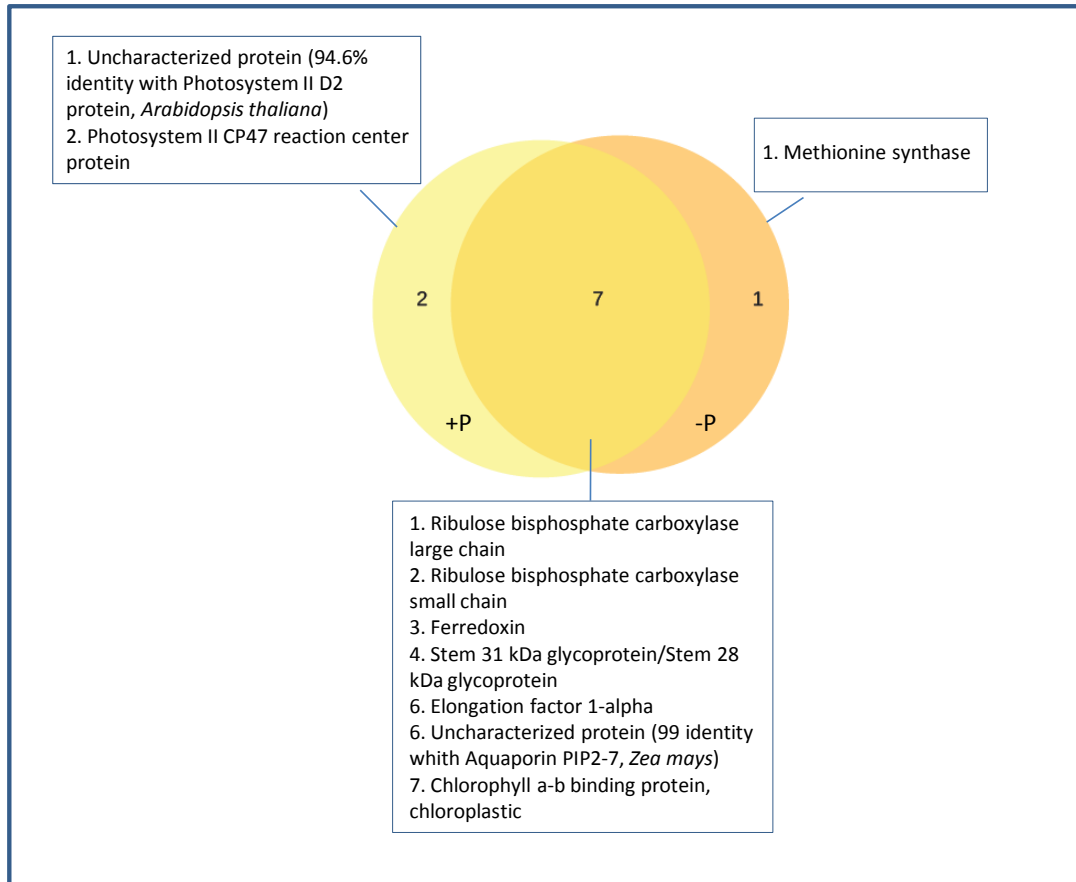 1. Uncharacterized protein (94.6%
identity with Photosystem II D2
protein, Arabidopsis thaliana)
2. Photosystem II CP47 reaction center
protein
1. Methionine synthase
2
7
1
+P
-P
1. Ribulose bisphosphate carboxylase
large chain
2. Ribulose bisphosphate carboxylase
small chain
3. Ferredoxin
4. Stem 31 kDa glycoprotein/Stem 28
kDa glycoprotein
6. Elongation factor 1-alpha
6. Uncharacterized protein (99 identity
whith Aquaporin PIP2-7, Zea mays)
7. Chlorophyll a-b binding protein,
chloroplastic